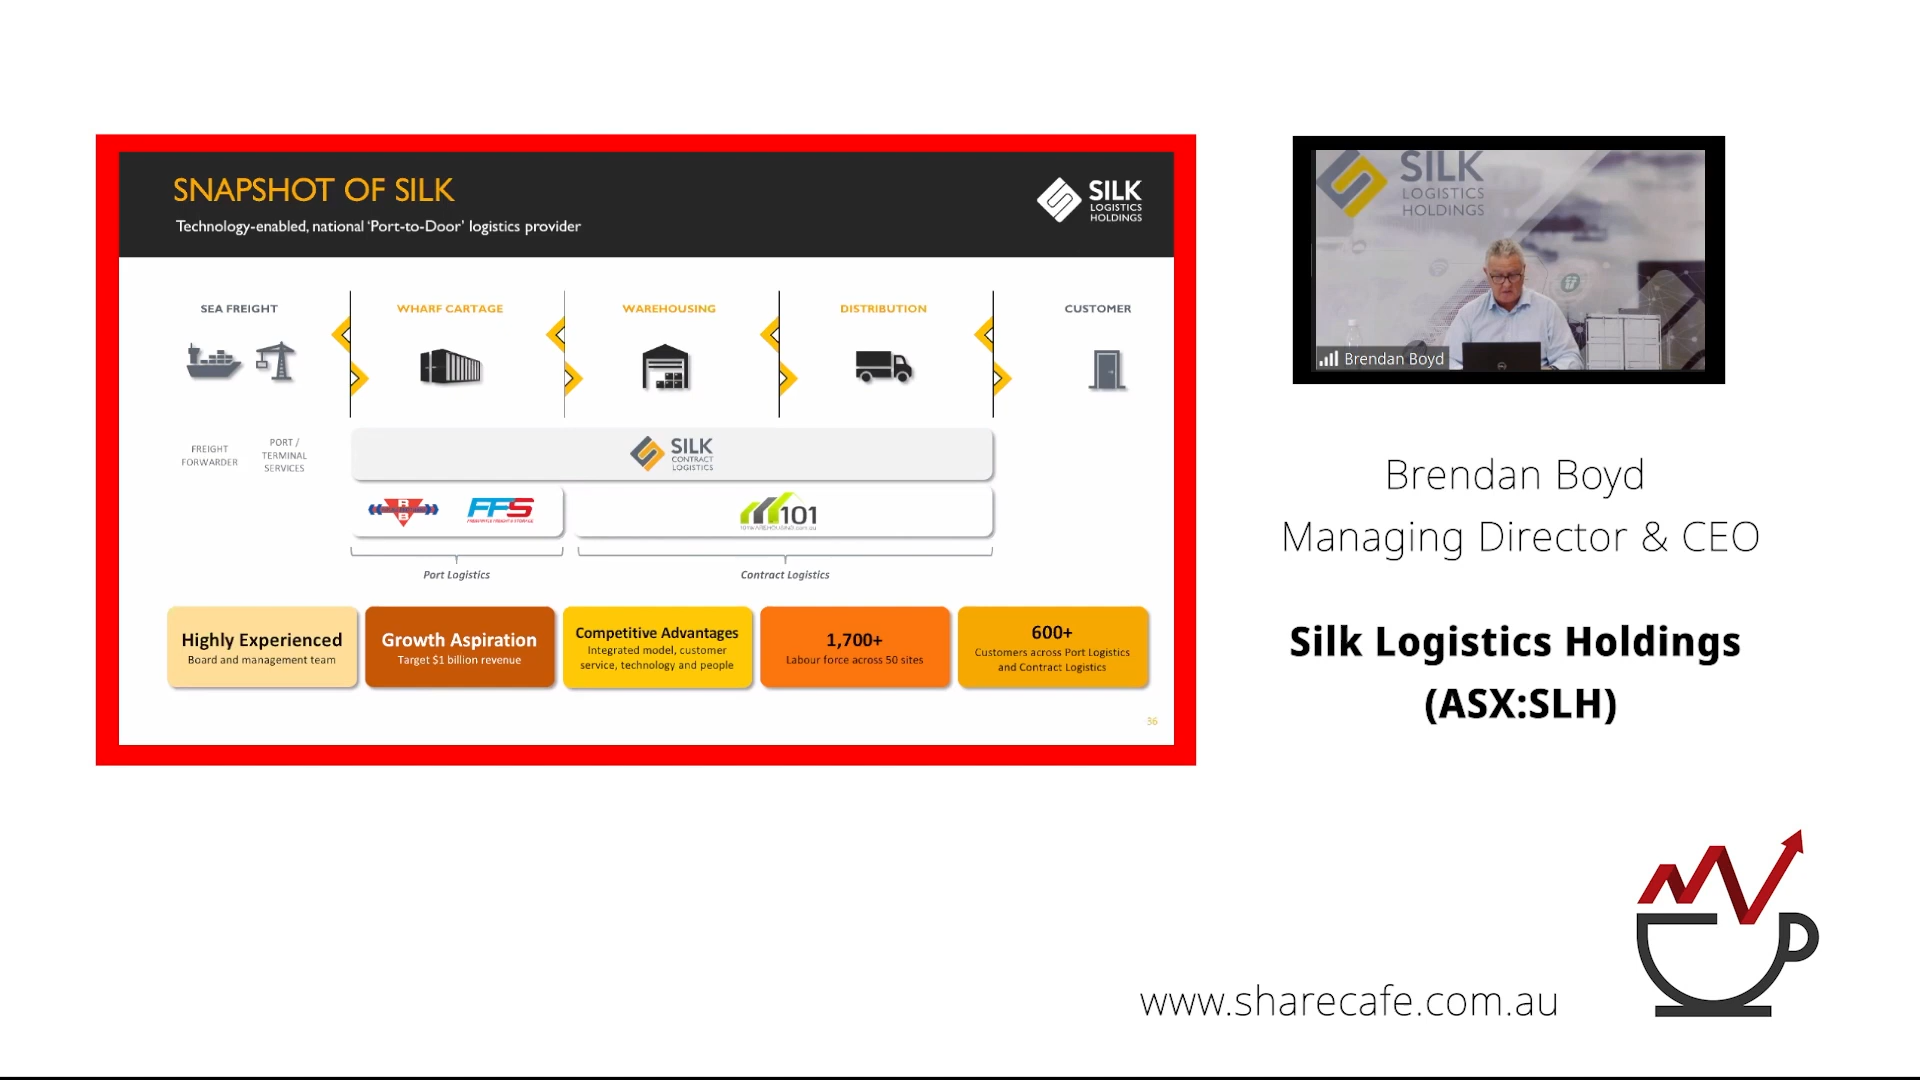 SNAPSHOT OF SILK
Technology-enabled, national ‘Port-to-Door’ logistics provider
SILK
LOGISTICS
HOLDINGS
SEA FREIGHT
WHARF CARTAGE
WAREHOUSING
DISTRIBUTION
CUSTOMER
FREIGHT
FORWARDER
PORT /
TERMINAL
SERVICES
SILK
CONTRACT
LOGISTICS
FFS
101
Port Logistics
Contract Logistics
Highly Experienced
Board and management team
Growth Aspiration
Target $1 billion revenue
Competitive Advantages
Integrated model, customer
service, technology and people
1,700+
Labour force across 50 sites
600+
Customers across Port Logistics
and Contract Logistics
36
SILK
LOGISTICS
HOLDINGS
Brendan Boyd
Brendan Boyd
Managing Director & CEO
Silk Logistics Holdings
(ASX:SLH)
www.sharecafe.com.au